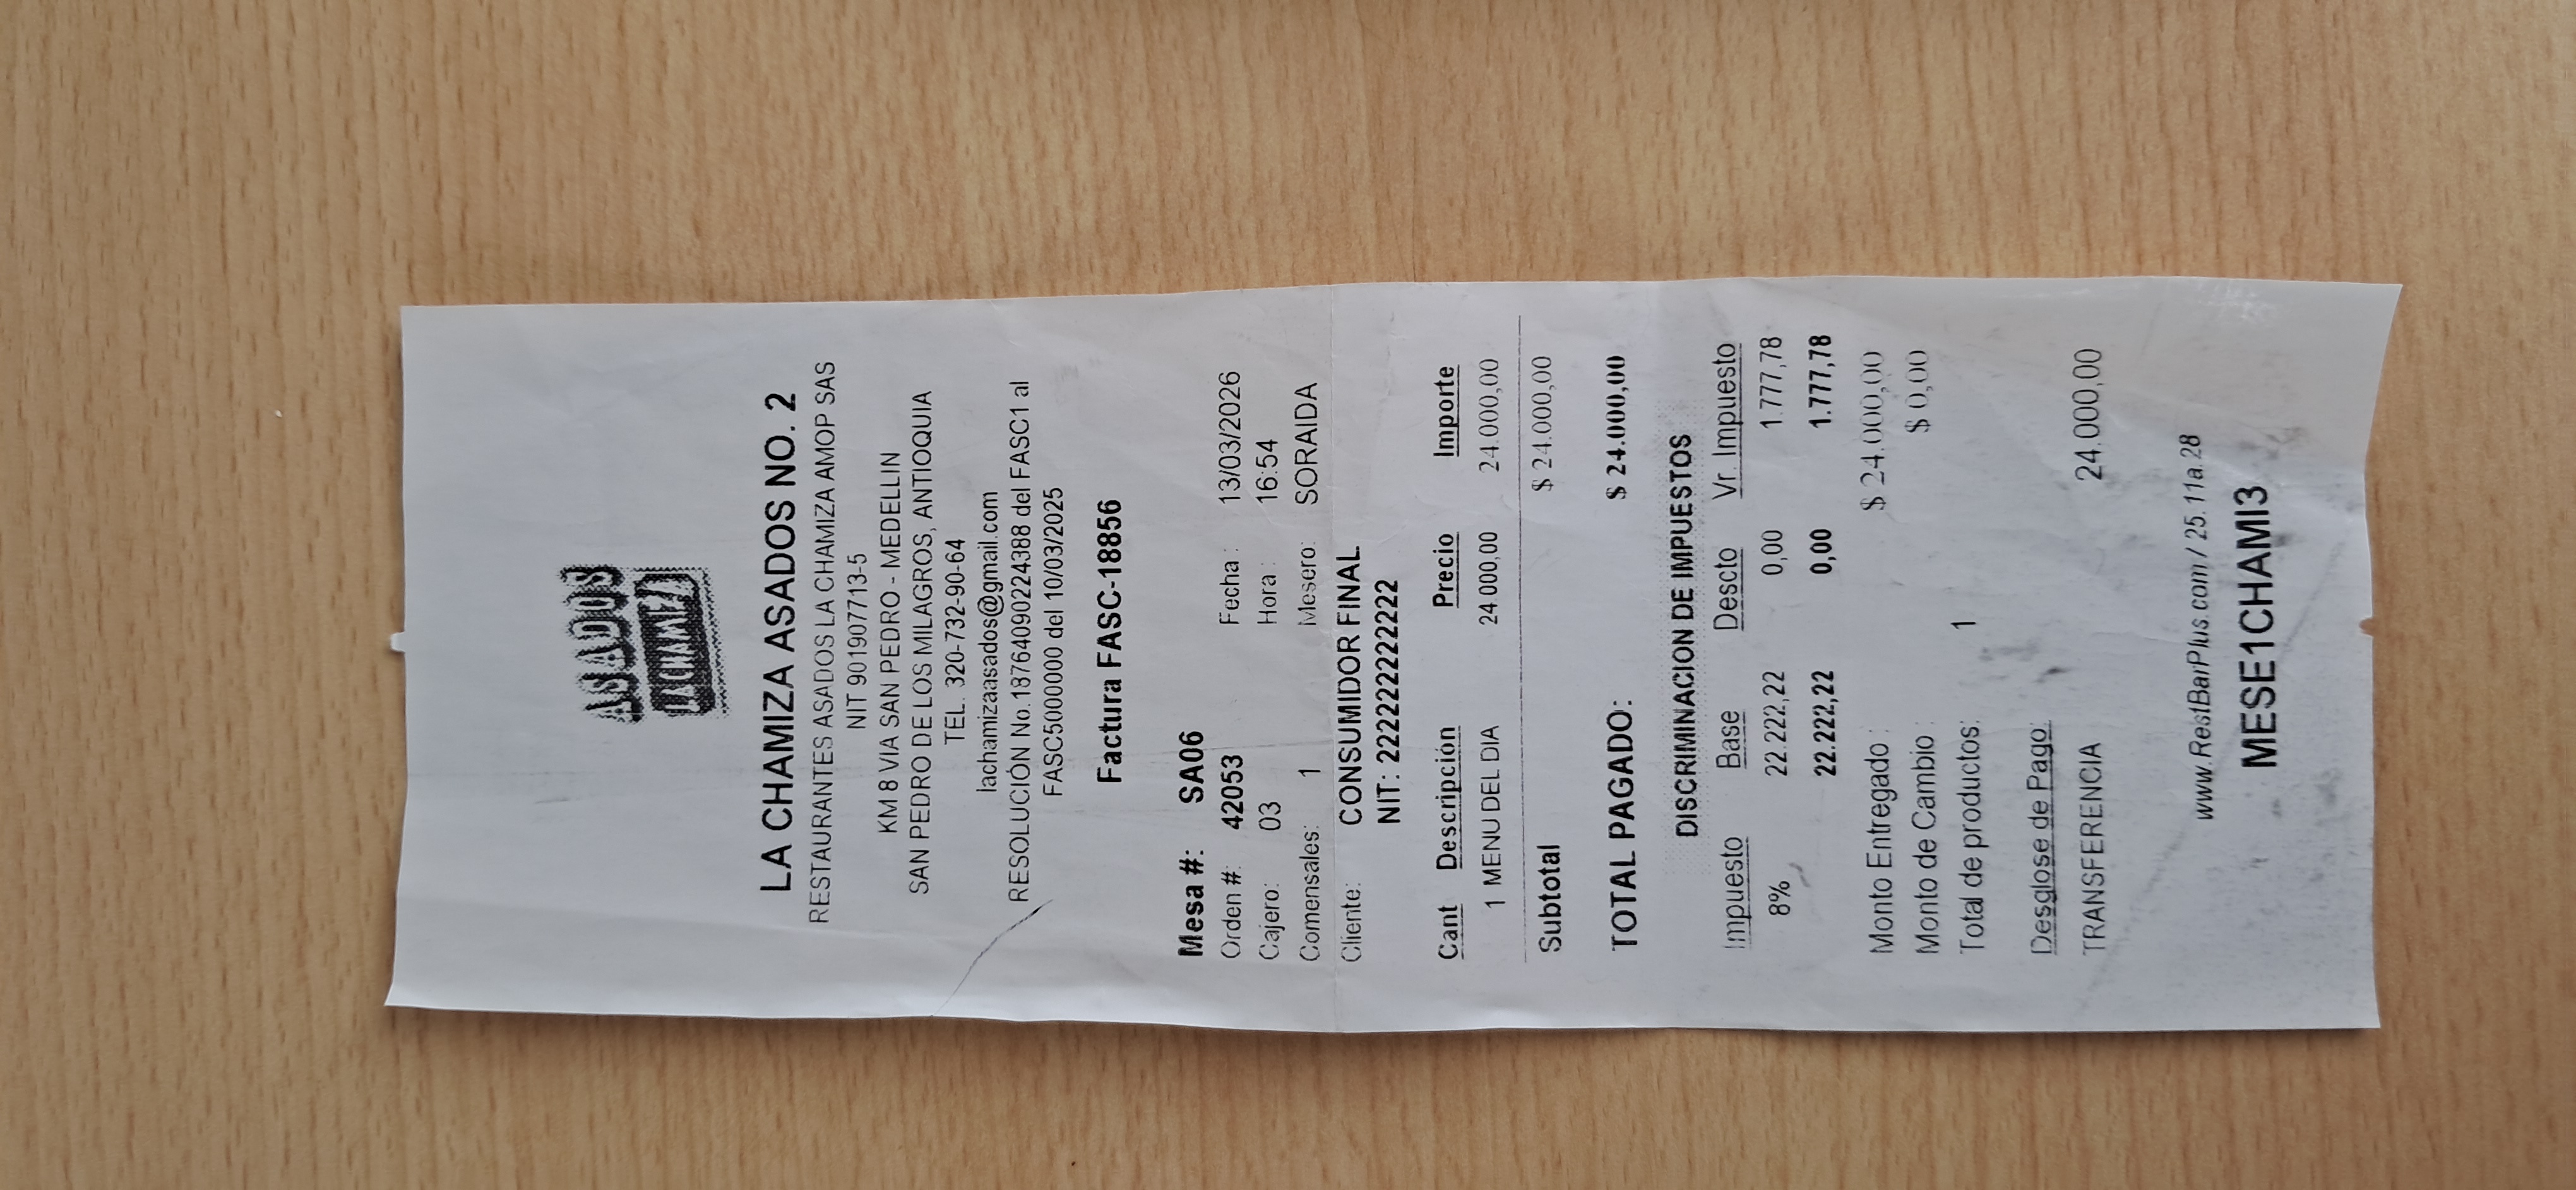 ASADOS
LA CHAMIZA
LA CHAMIZA ASADOS NO. 2
RESTAURANTES ASADOS LA CHAMIZA AMOP SAS
NIT 901907713-5
KM 8 VIA SAN PEDRO - MEDELLIN
SAN PEDRO DE LOS MILAGROS, ANTIOQUIA
TEL. 320-732-90-64
lachamizaasados@gmail.com
RESOLUCIÓN No. 18764090224388 del FASC1 al
FASC5000000 del 10/03/2025
Factura FASC-18856
Mesa #: SA06
Orden #: 42053 Fecha : 13/03/2026
Cajero: 03 Hora : 16:54
Comensales: 1 Mesero: SORAIDA
Cliente: CONSUMIDOR FINAL
NIT: 222222222222
Cant Descripción Precio Importe
1 MENU DEL DIA 24.000,00 24.000,00
Subtotal $ 24.000,00
TOTAL PAGADO: $ 24.000,00
DISCRIMINACION DE IMPUESTOS
Impuesto Base Descto Vr. Impuesto
8% 22.222,22 0,00 1.777,78
22.222,22 0,00 1.777,78
Monto Entregado : $ 24.000,00
Monto de Cambio : $ 0,00
Total de productos: 1
Desglose de Pago:
TRANSFERENCIA 24.000,00
www.RestBarPlus.com / 25.11a.28
MESE1CHAMI3